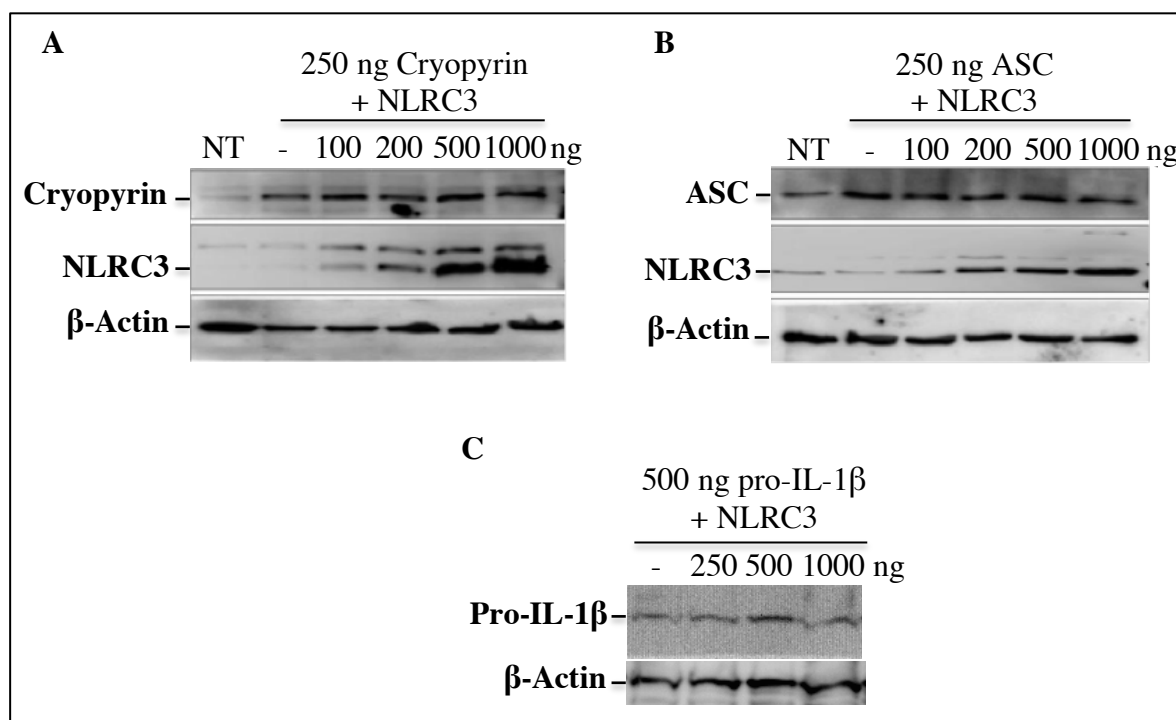 A
250 ng Cryopyrin
+ NLRC3
NT - 100 200 500 1000 ng
Cryopyrin
NLRC3
β-Actin
B
250 ng ASC
+ NLRC3
NT - 100 200 500 1000 ng
ASC
NLRC3
β-Actin
C
500 ng pro-IL-1β
+ NLRC3
- 250 500 1000 ng
Pro-IL-1β
β-Actin